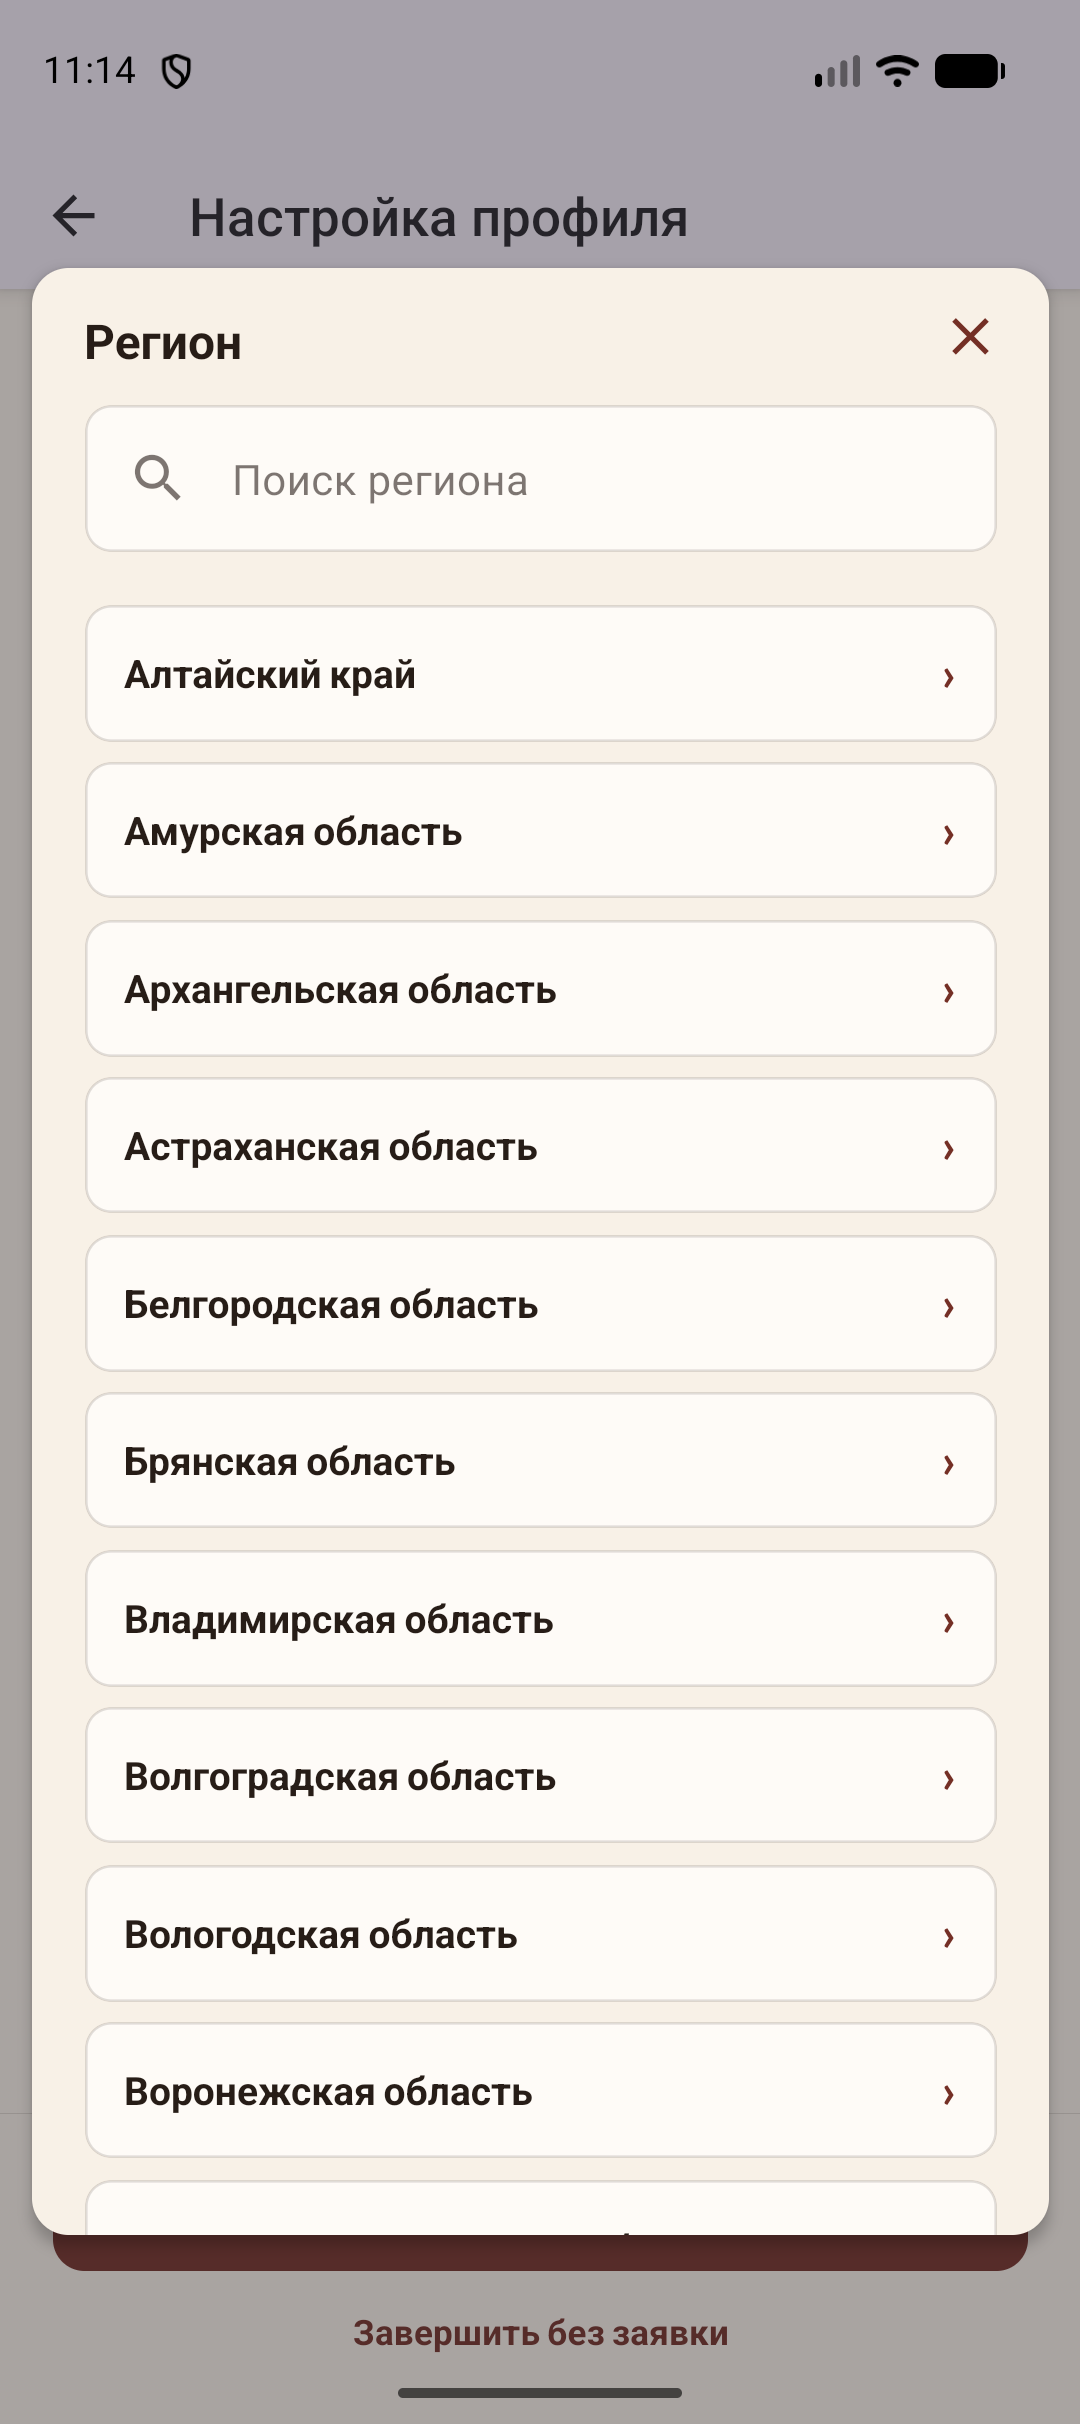 11:14
Настройка профиля
Регион
Поиск региона
Алтайский край
Амурская область
Архангельская область
Астраханская область
Белгородская область
Брянская область
Владимирская область
Волгоградская область
Вологодская область
Воронежская область
Завершить без заявки